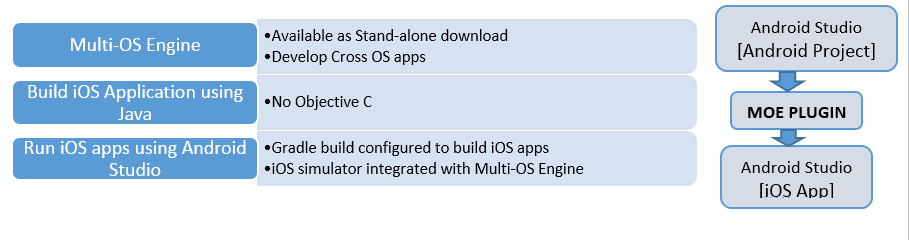 Multi-OS Engine
•Available as Stand-alone download
•Develop Cross OS apps
Build iOS Application using
Java
•No Objective C
Run iOS apps using Android
Studio
•Gradle build configured to build iOS apps
•iOS simulator integrated with Multi-OS Engine
Android Studio
[Android Project]
MOE PLUGIN
Android Studio
[iOS App]